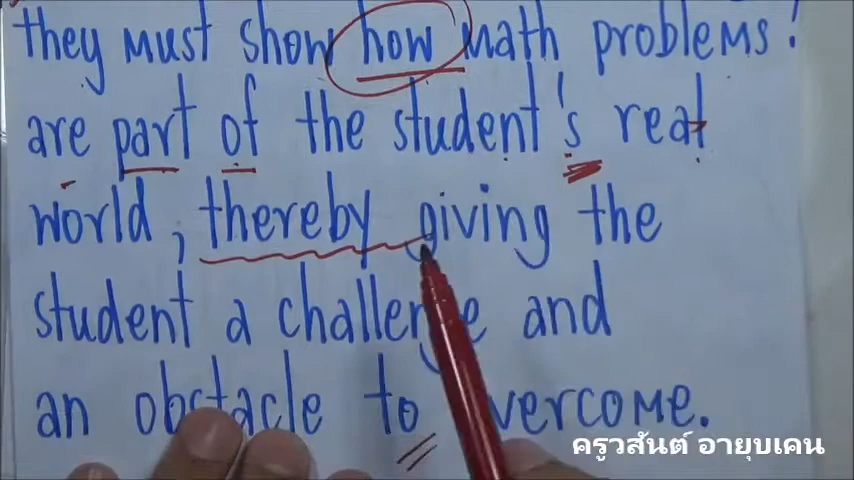 they must show how math problems!
are part of the student's real
world, thereby giving the
student a challenge and
an obstacle to overcome.
ครูวสันต์ อายุบเคน